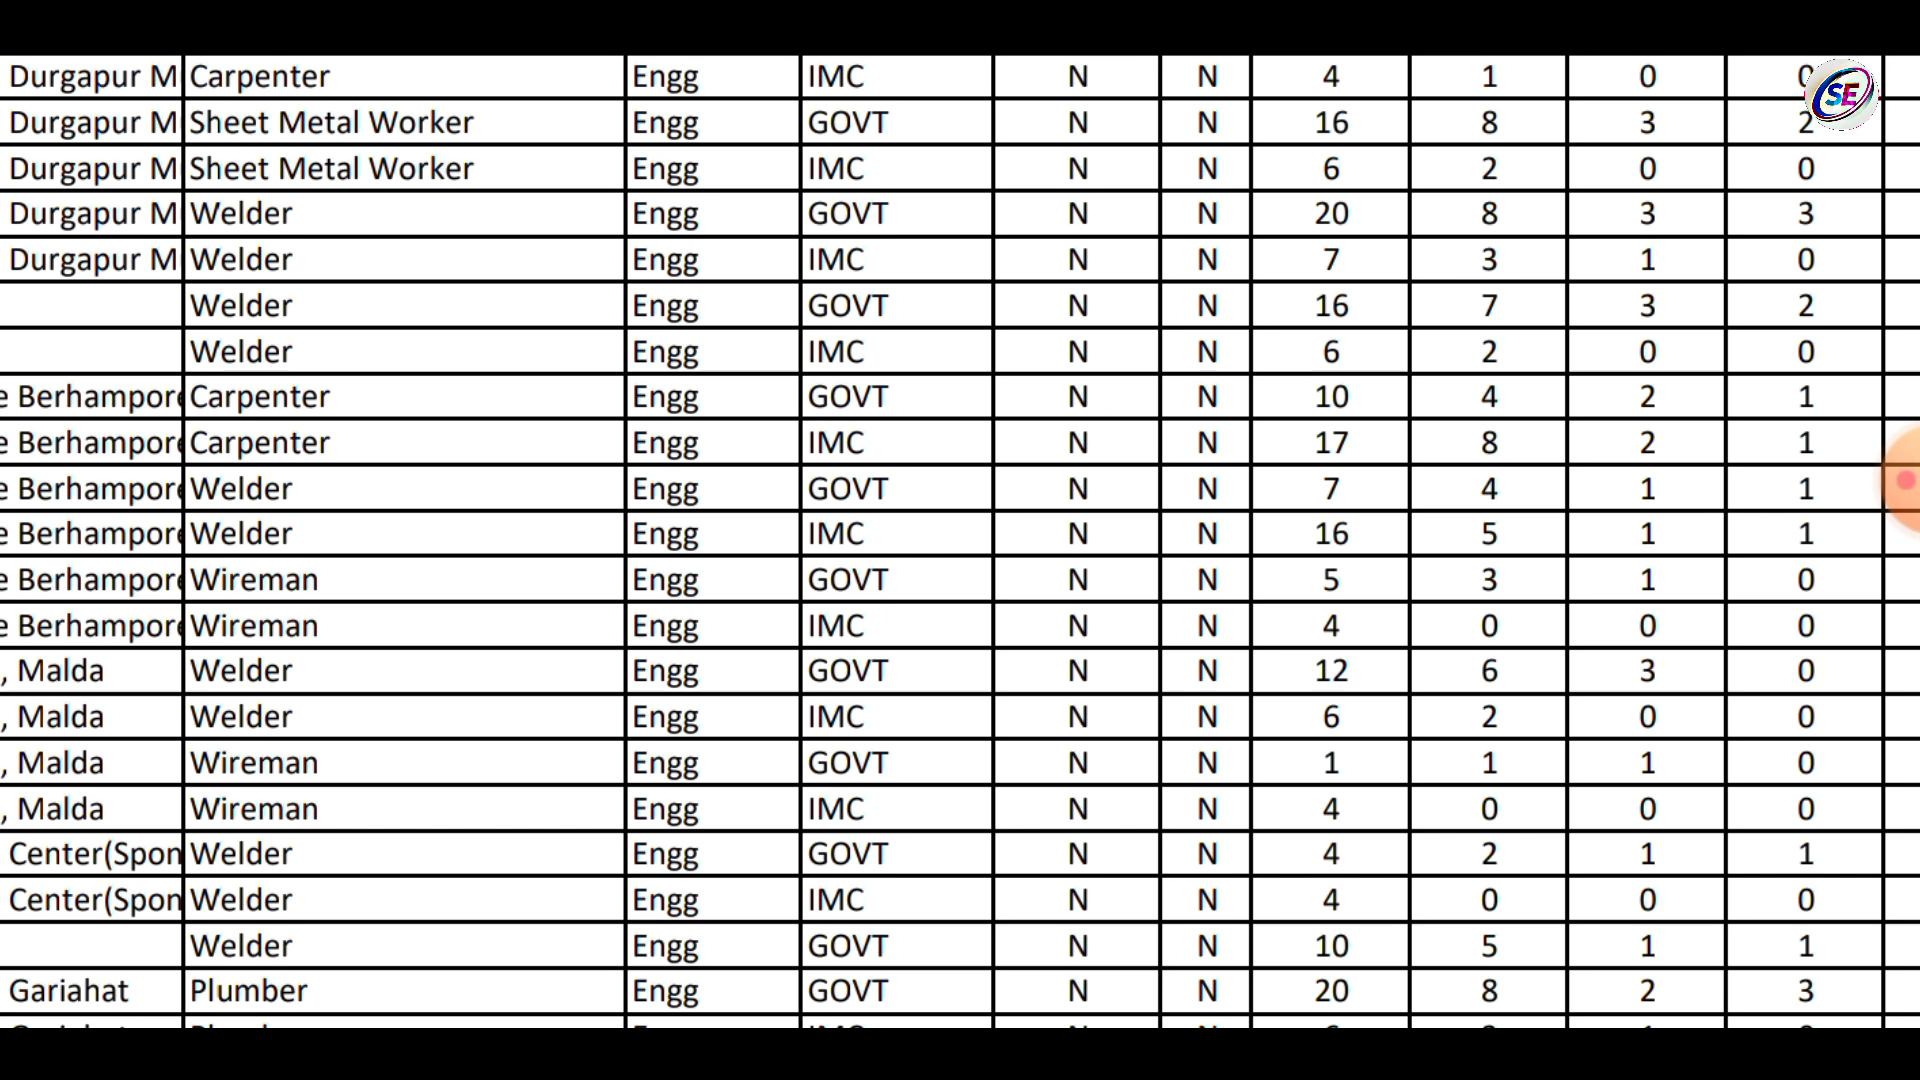 Durgapur M Carpenter Engg IMC N N 4 1 0 0
SE
Durgapur M Sheet Metal Worker Engg GOVT N N 16 8 3 2
Durgapur M Sheet Metal Worker Engg IMC N N 6 2 0 0
Durgapur M Welder Engg GOVT N N 20 8 3 3
Durgapur M Welder Engg IMC N N 7 3 1 0
Welder Engg GOVT N N 16 7 3 2
Welder Engg IMC N N 6 2 0 0
e Berhampore Carpenter Engg GOVT N N 10 4 2 1
e Berhampore Carpenter Engg IMC N N 17 8 2 1
e Berhampore Welder Engg GOVT N N 7 4 1 1
e Berhampore Welder Engg IMC N N 16 5 1 1
e Berhampore Wireman Engg GOVT N N 5 3 1 0
e Berhampore Wireman Engg IMC N N 4 0 0 0
, Malda Welder Engg GOVT N N 12 6 3 0
, Malda Welder Engg IMC N N 6 2 0 0
, Malda Wireman Engg GOVT N N 1 1 1 0
, Malda Wireman Engg IMC N N 4 0 0 0
Center(Spon Welder Engg GOVT N N 4 2 1 1
Center(Spon Welder Engg IMC N N 4 0 0 0
Welder Engg GOVT N N 10 5 1 1
Gariahat Plumber Engg GOVT N N 20 8 2 3